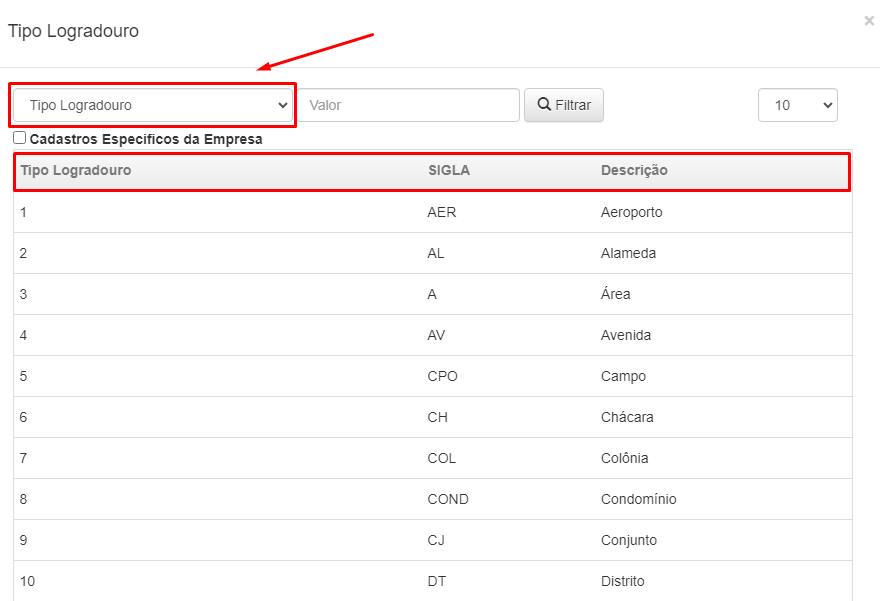 Tipo Logradouro
×
Tipo Logradouro Valor Filtrar 10
Cadastros Especificos da Empresa
Tipo Logradouro SIGLA Descrição
1 AER Aeroporto
2 AL Alameda
3 A Área
4 AV Avenida
5 CPO Campo
6 CH Chácara
7 COL Colônia
8 COND Condomínio
9 CJ Conjunto
10 DT Distrito